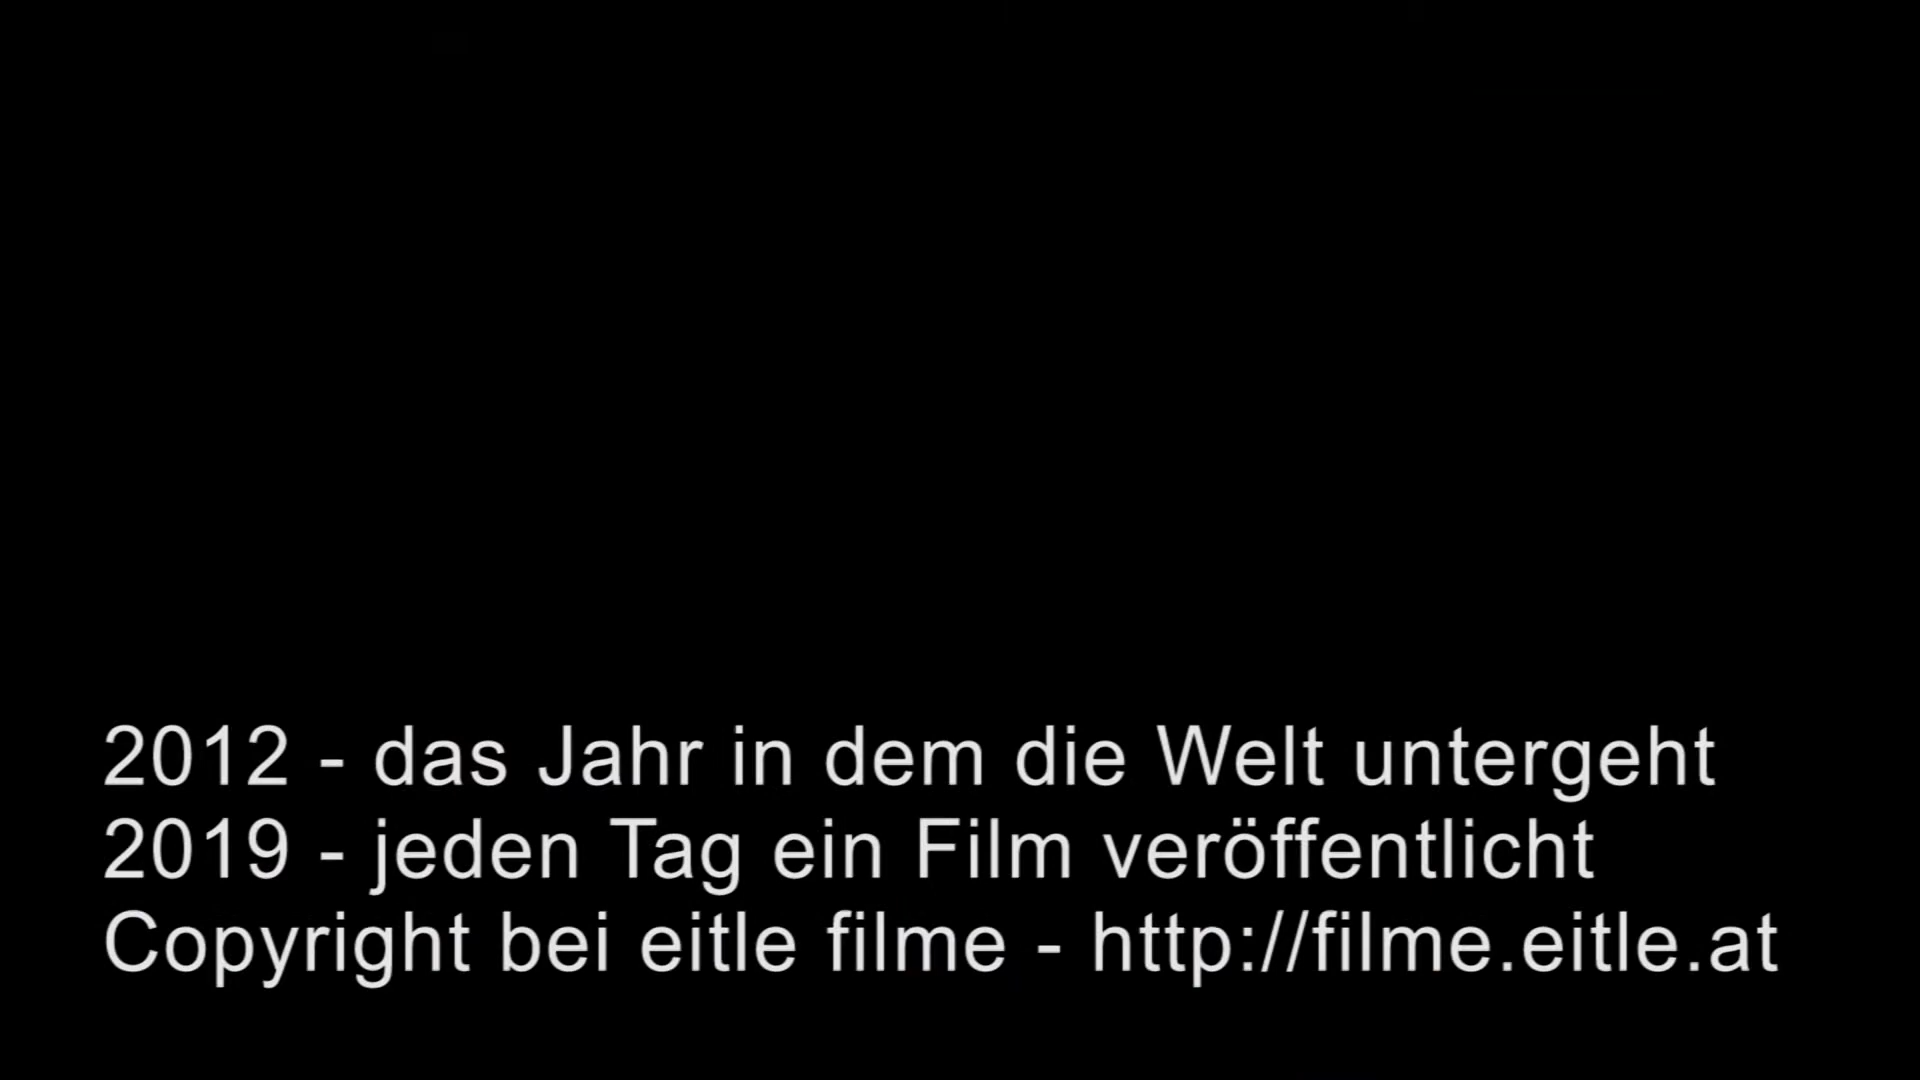 2012 - das Jahr in dem die Welt untergeht
2019 - jeden Tag ein Film veröffentlicht
Copyright bei eitle filme - http://filme.eitle.at